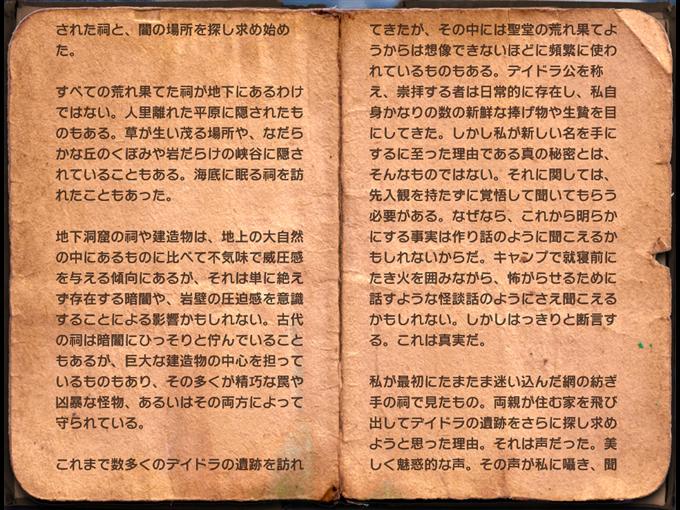 された祠と、闇の場所を探し求め始め
た。
すべての荒れ果てた祠が地下にあるわけ
ではない。人里離れた平原に隠されたも
のもある。草が生い茂る場所や、なだら
かな丘のくぼみや岩だらけの峡谷に隠さ
れていることもある。海底に眠る祠を訪
れたこともあった。
地下洞窟の祠や建造物は、地上の大自然
の中にあるものに比べて不気味で威圧感
を与える傾向にあるが、それは単に絶え
ず存在する暗闇や、岩壁の圧迫感を意識
することによる影響かもしれない。古代
の祠は暗闇にひっそりと佇んでいること
もあるが、巨大な建造物の中心を担って
いるものもあり、その多くが精巧な罠や
凶暴な怪物、あるいはその両方によって
守られている。
これまで数多くのデイドラの遺跡を訪れ
てきたが、その中には聖堂の荒れ果てよ
うからは想像できないほどに頻繁に使わ
れているものもある。デイドラ公を称
え、崇拝する者は日常的に存在し、私自
身かなりの数の新鮮な捧げ物や生贄を目
にしてきた。しかし私が新しい名を手に
するに至った理由である真の秘密とは、
そんなものではない。それに関しては、
先入観を持たずに覚悟して聞いてもらう
必要がある。なぜなら、これから明らか
にする事実は作り話のように聞こえるか
もしれないからだ。キャンプで就寝前に
たき火を囲みながら、怖がらせるために
話すような怪談話のようにさえ聞こえる
かもしれない。しかしはっきりと断言す
る。これは真実だ。
私が最初にたまたま迷い込んだ網の紡ぎ
手の祠で見たもの。両親が住む家を飛び
出してデイドラの遺跡をさらに探し求め
ようと思った理由。それは声だった。美
しく魅惑的な声。その声が私に囁き、聞